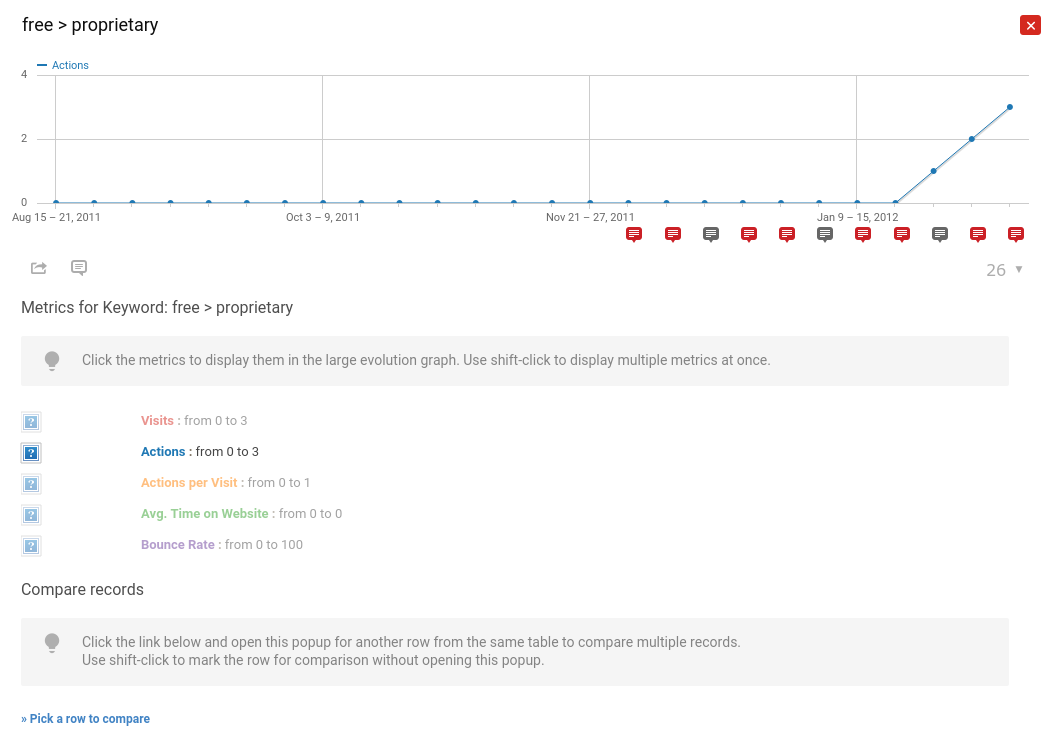 free > proprietary
Actions
4
2
0
Aug 15 – 21, 2011
Oct 3 – 9, 2011
Nov 21 – 27, 2011
Jan 9 – 15, 2012
26
Metrics for Keyword: free > proprietary
Click the metrics to display them in the large evolution graph. Use shift-click to display multiple metrics at once.
? Visits : from 0 to 3
? Actions : from 0 to 3
? Actions per Visit : from 0 to 1
? Avg. Time on Website : from 0 to 0
? Bounce Rate : from 0 to 100
Compare records
Click the link below and open this popup for another row from the same table to compare multiple records.
Use shift-click to mark the row for comparison without opening this popup.
» Pick a row to compare